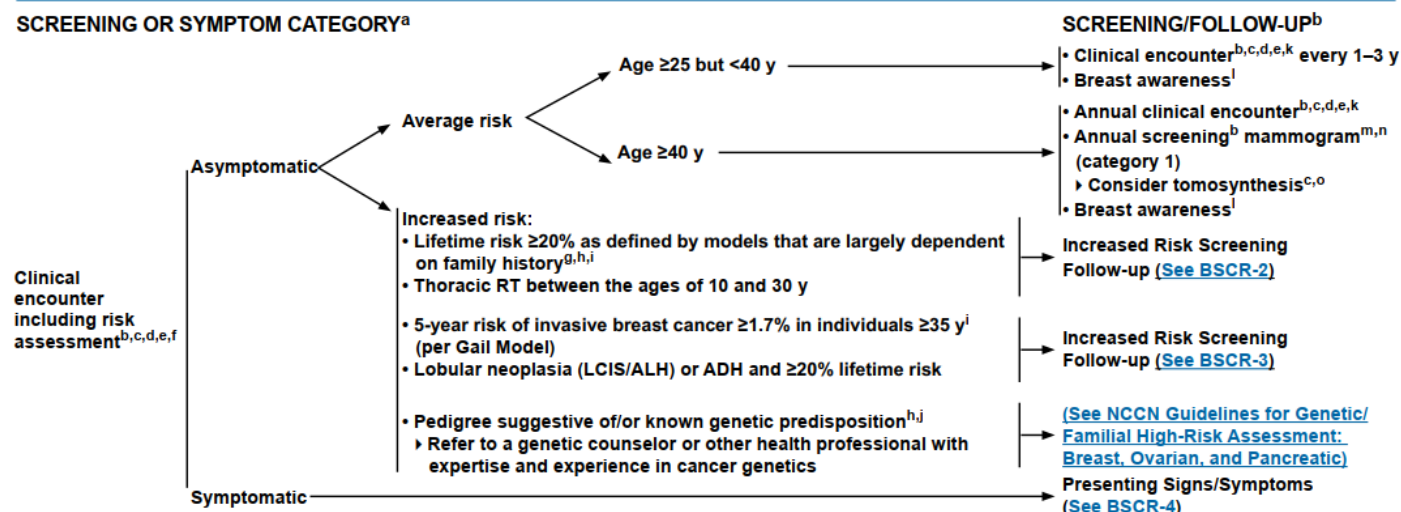 SCREENING OR SYMPTOM CATEGORYa
SCREENING/FOLLOW-UPb
Age ≥25 but <40 y
• Clinical encounterb,c,d,e,k every 1–3 y
• Breast awarenessl
Average risk
Age ≥40 y
• Annual clinical encounterb,c,d,e,k
• Annual screeningb mammogramm,n
(category 1)
▸ Consider tomosynthesisc,o
• Breast awarenessl
Asymptomatic
Increased risk:
• Lifetime risk ≥20% as defined by models that are largely dependent
on family historyg,h,i
• Thoracic RT between the ages of 10 and 30 y
Increased Risk Screening
Follow-up (See BSCR-2)
Clinical
encounter
including risk
assessmentb,c,d,e,f
• 5-year risk of invasive breast cancer ≥1.7% in individuals ≥35 yi
(per Gail Model)
• Lobular neoplasia (LCIS/ALH) or ADH and ≥20% lifetime risk
Increased Risk Screening
Follow-up (See BSCR-3)
• Pedigree suggestive of/or known genetic predispositionh,j
▸ Refer to a genetic counselor or other health professional with
expertise and experience in cancer genetics
(See NCCN Guidelines for Genetic/
Familial High-Risk Assessment:
Breast, Ovarian, and Pancreatic)
Symptomatic
Presenting Signs/Symptoms
(See BSCR-4)